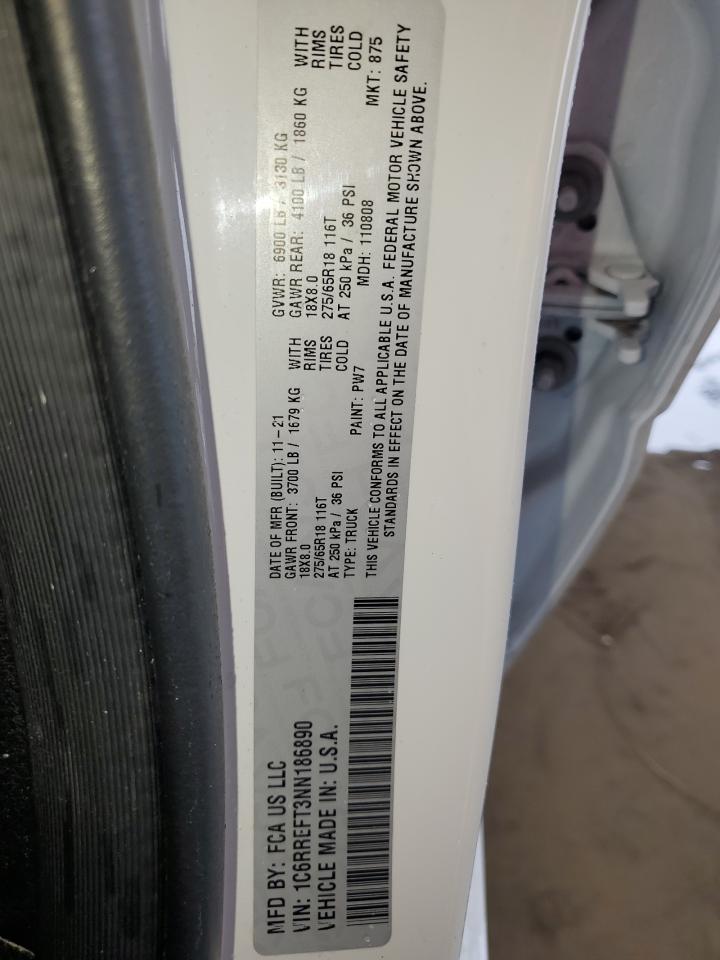 MFD BY: FCA US LLC
VIN: 1C6RREFT3NN186890
VEHICLE MADE IN: U.S.A.
DATE OF MFR (BUILT): 11-21 GVWR: 6900 LB / 3130 KG
GAWR FRONT: 3700 LB / 1679 KG WITH GAWR REAR: 4100 LB / 1860 KG WITH
18X8.0 RIMS 18X8.0 RIMS
275/65R18 116T TIRES 275/65R18 116T TIRES
AT 250 kPa / 36 PSI COLD AT 250 kPa / 36 PSI COLD
TYPE: TRUCK PAINT: PW7 MDH: 110808 MKT: 875
THIS VEHICLE CONFORMS TO ALL APPLICABLE U.S.A. FEDERAL MOTOR VEHICLE SAFETY
STANDARDS IN EFFECT ON THE DATE OF MANUFACTURE SHOWN ABOVE.